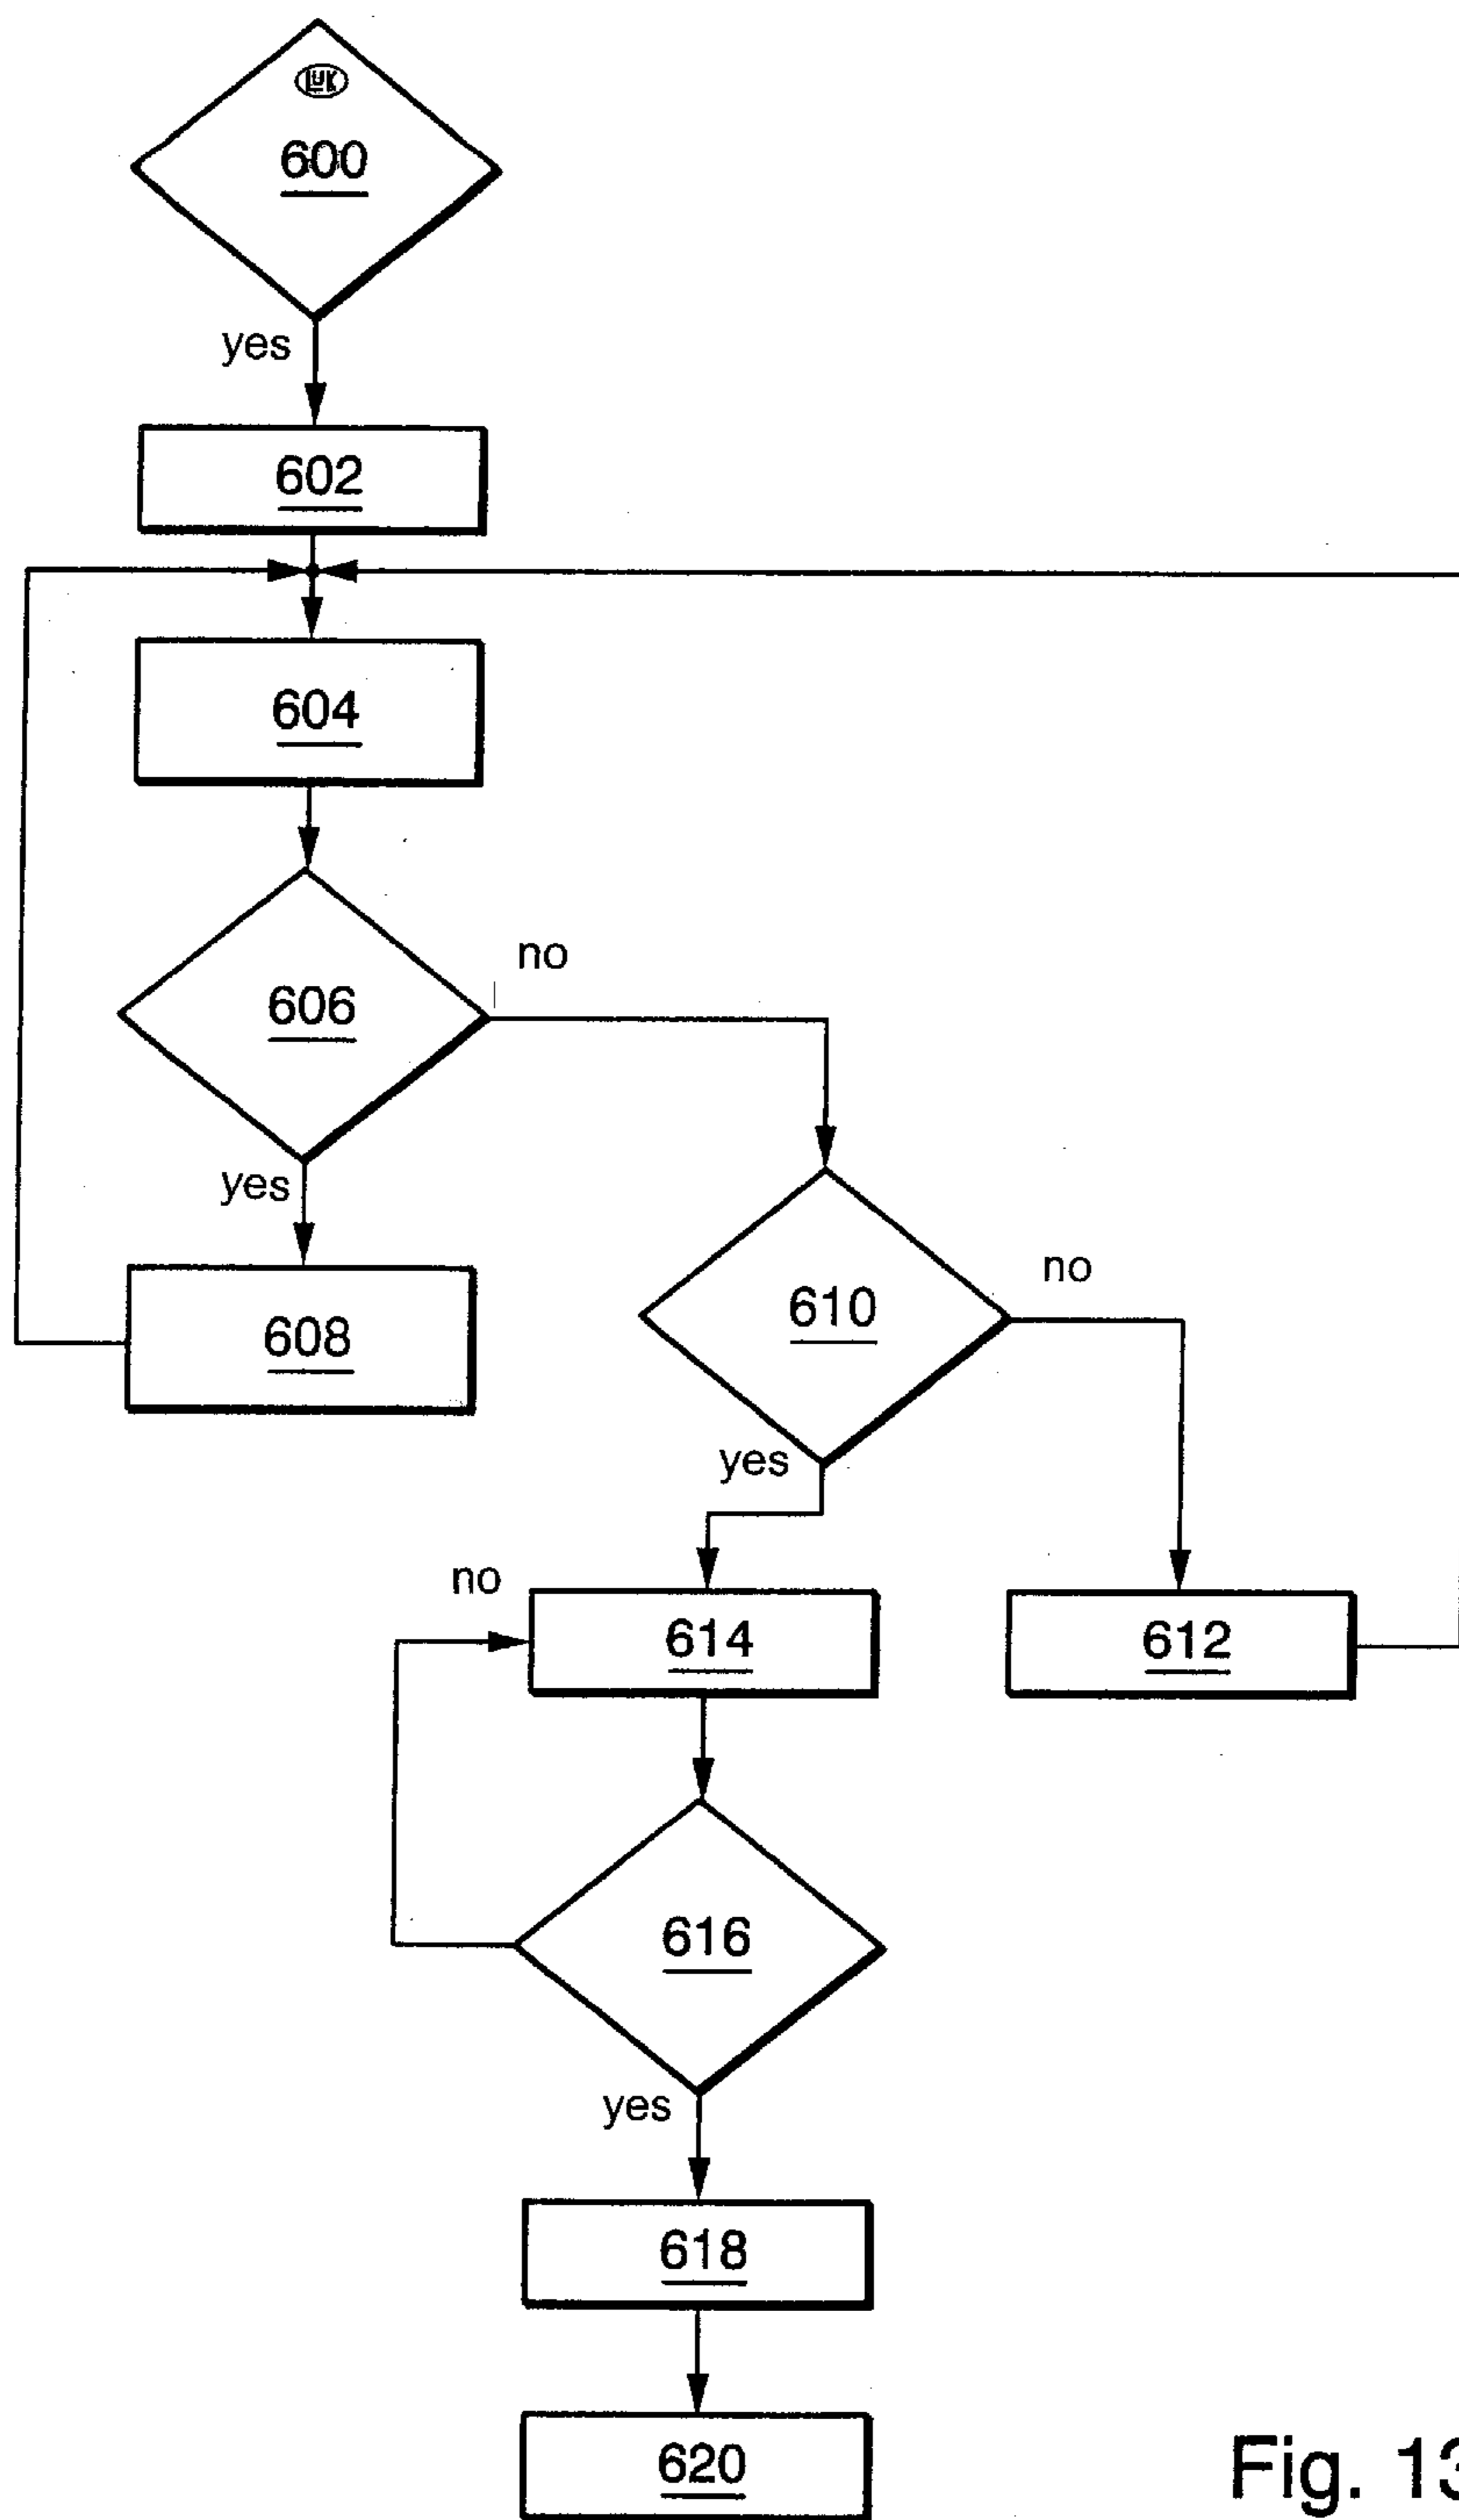 LUK
600
yes
602
604
no
606
yes
608
no
610
yes
no
614
612
616
yes
618
620
Fig. 13